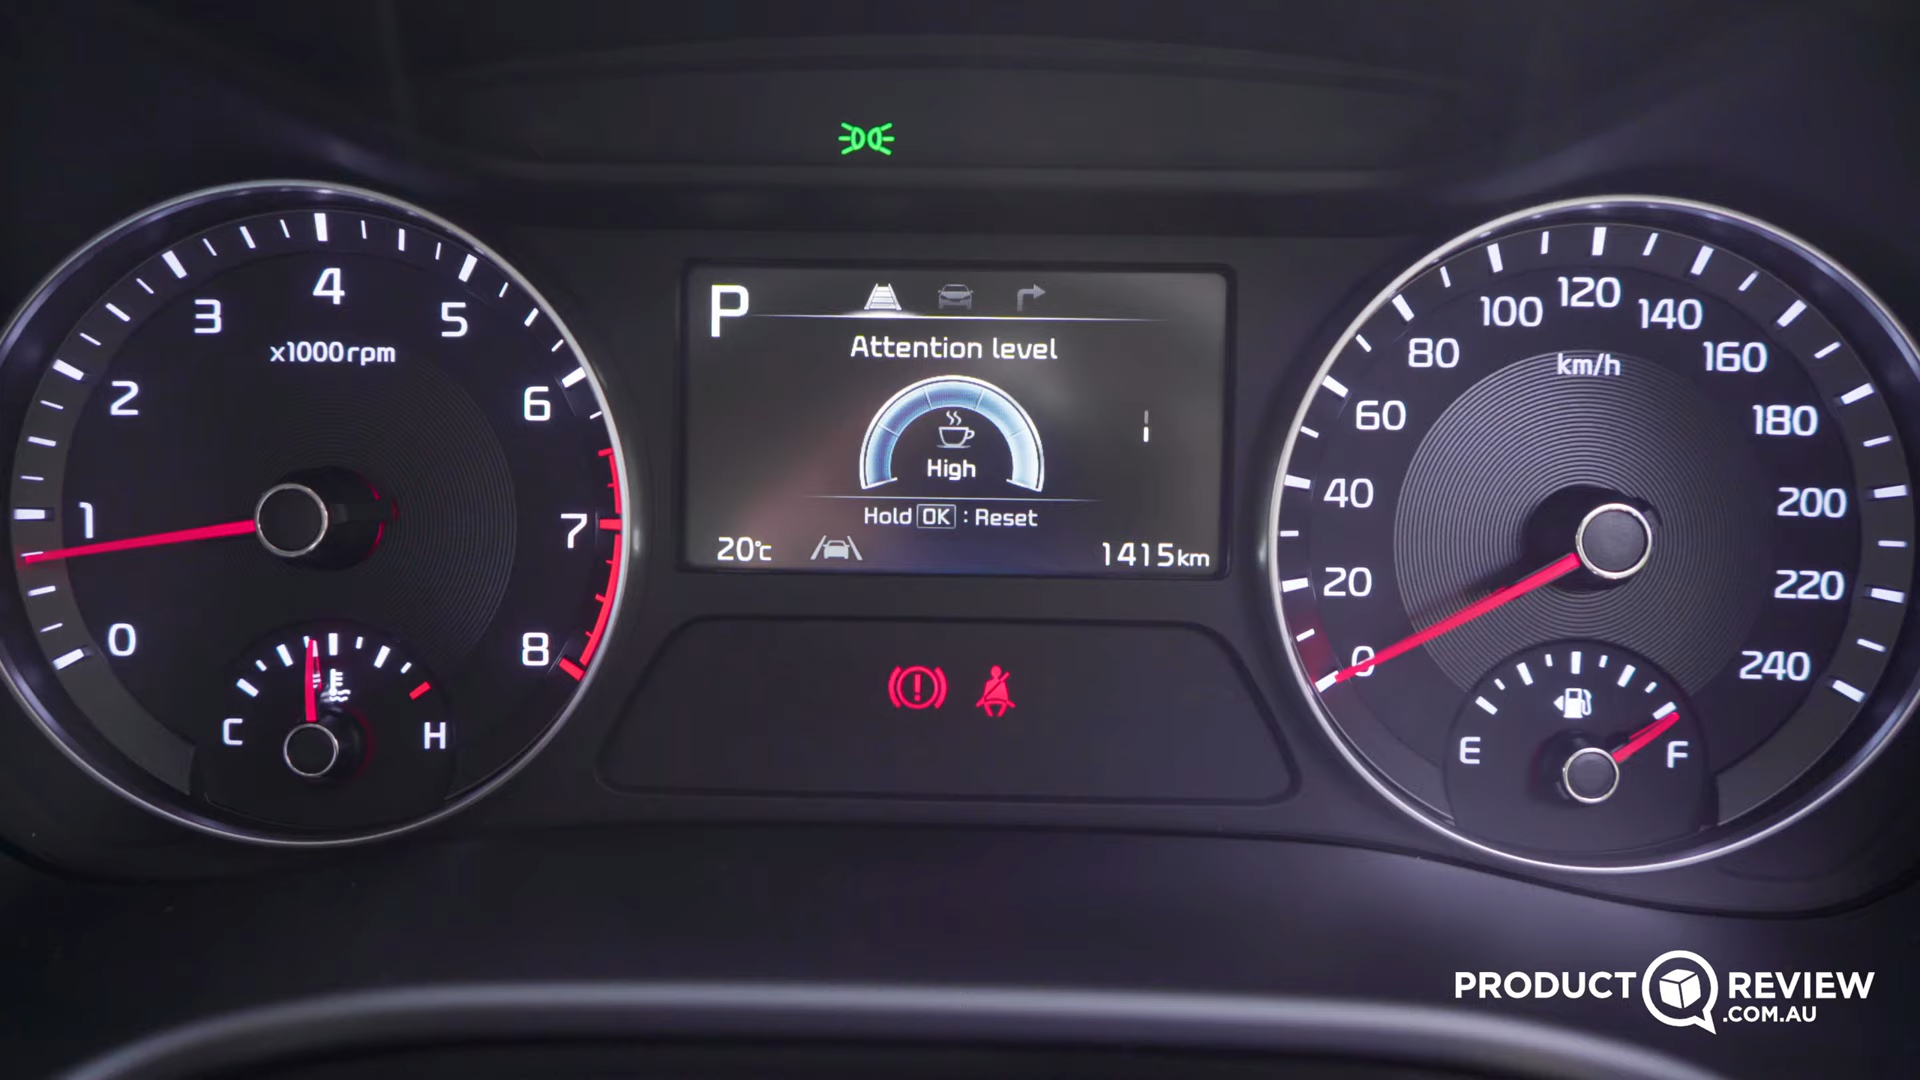 0
1
2
3
4
5
6
7
8
x1000rpm
C
H
P
Attention level
High
Hold OK : Reset
20°C
1415km
0
20
40
60
80
100
120
140
160
180
200
220
240
km/h
E
F
PRODUCT REVIEW
.COM.AU